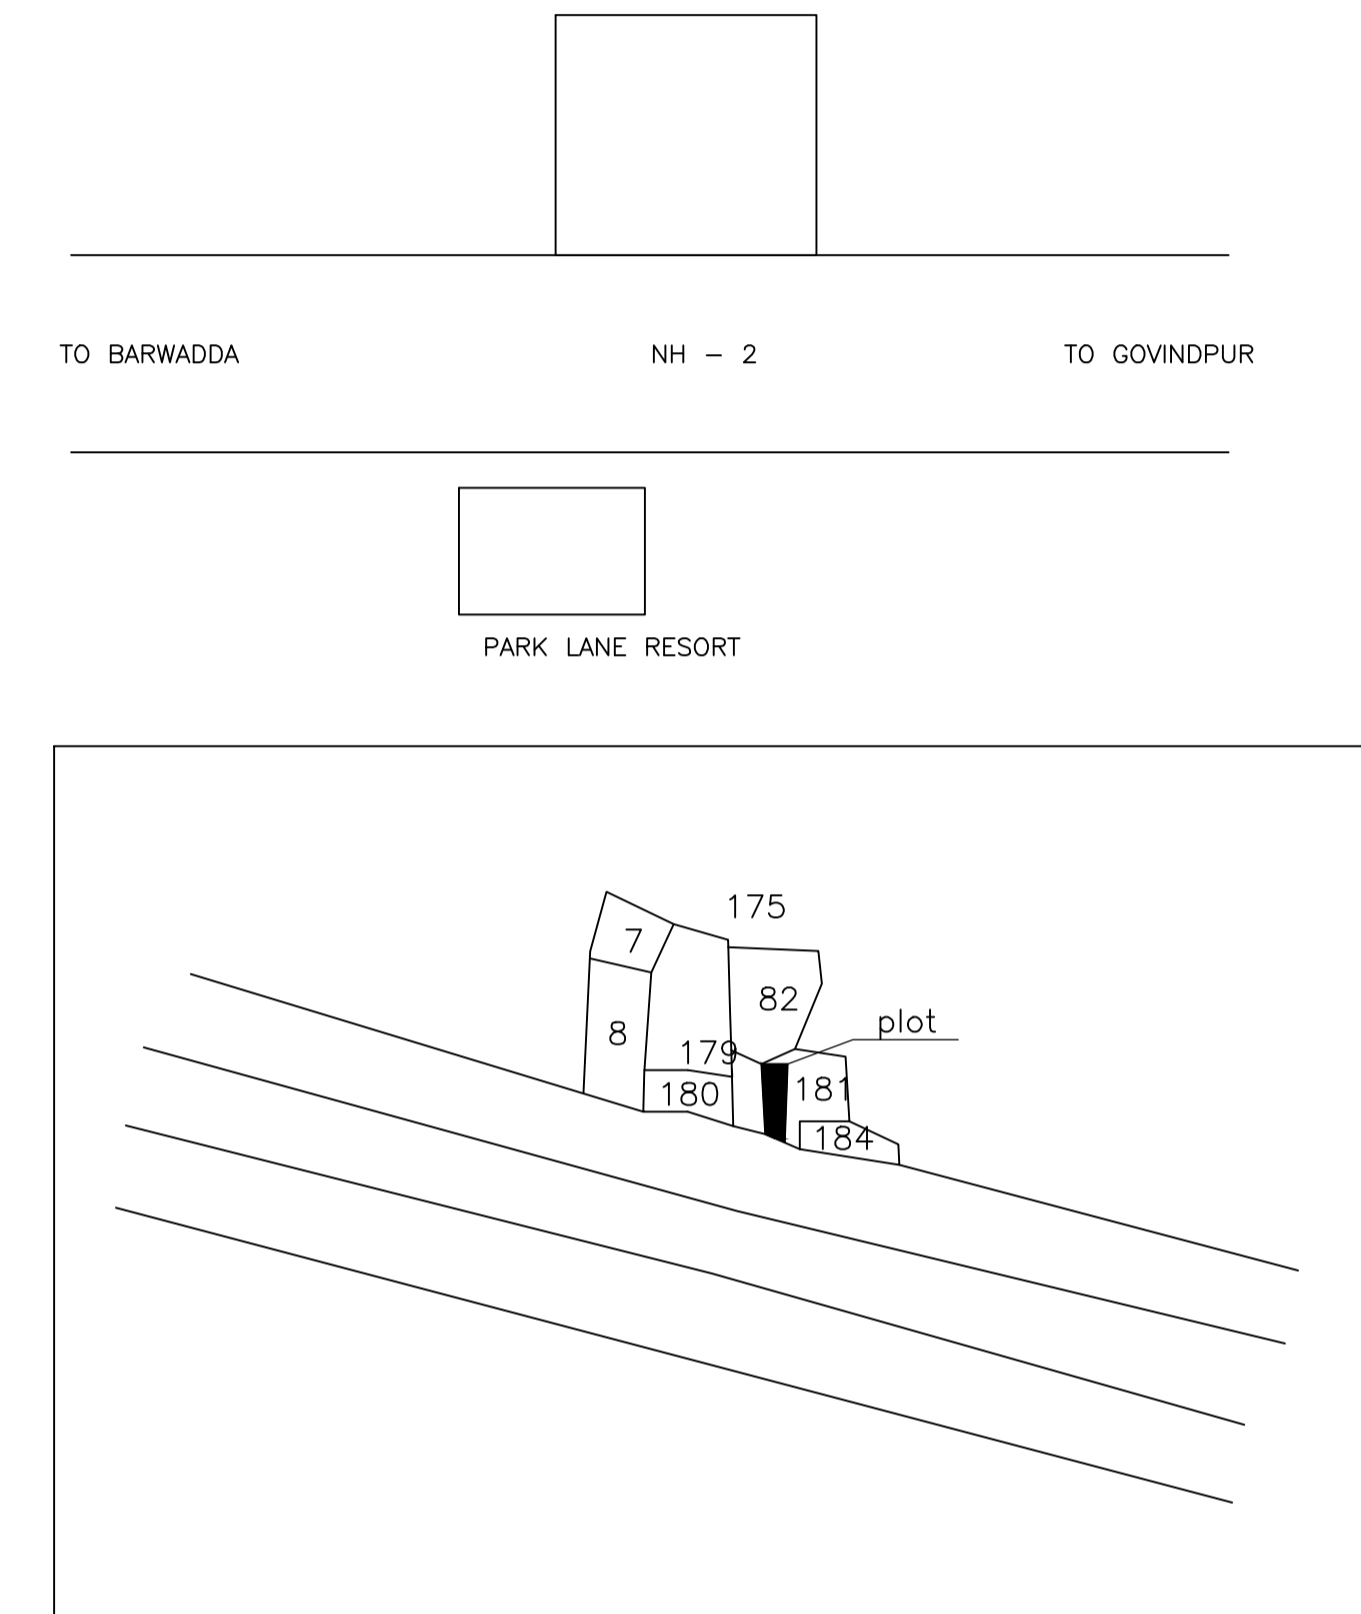 TO BARWADDA
NH - 2
TO GOVINDPUR
PARK LANE RESORT
175
7
82
plot
8
179
180
181
184